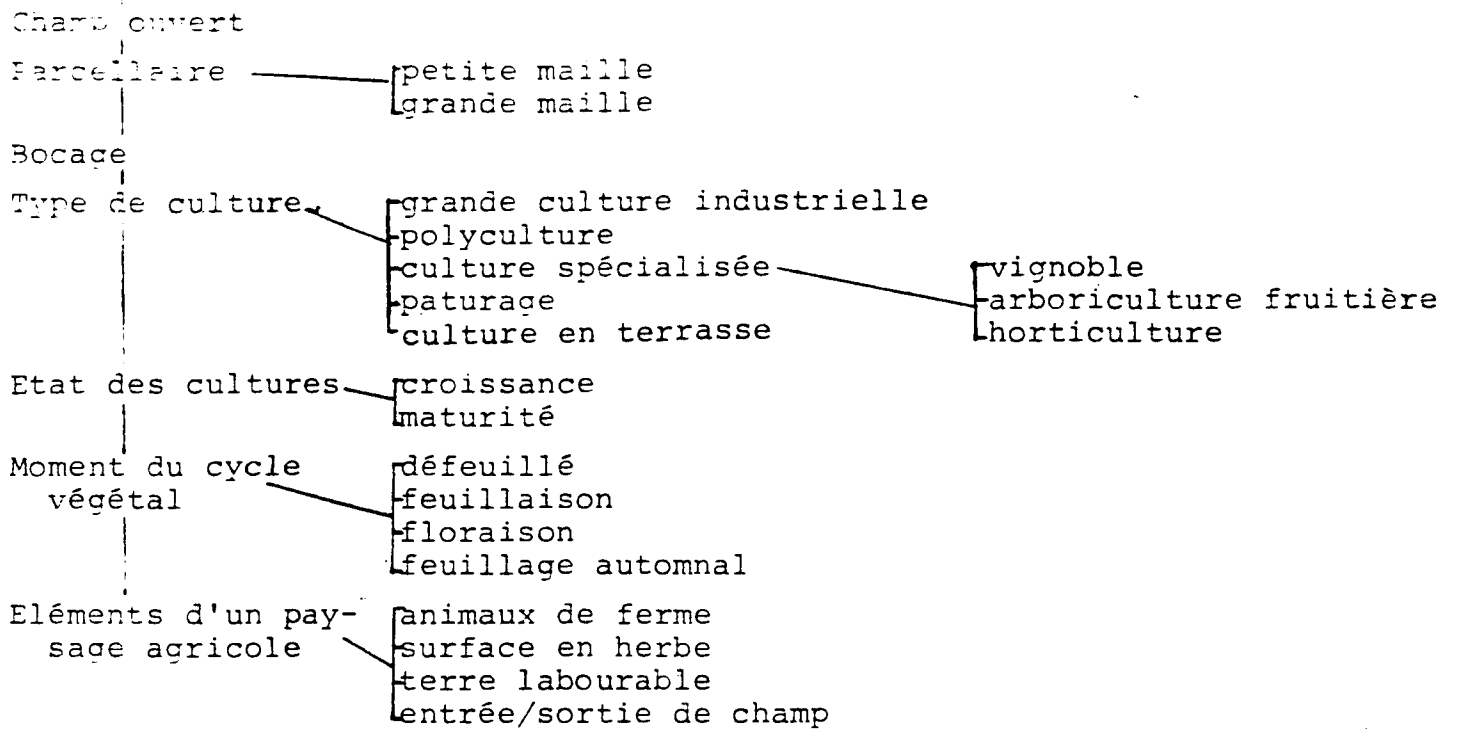 Champ ouvert
Parcellaire petite maille
grande maille
Bocage
Type de culture grande culture industrielle
polyculture
culture spécialisée vignoble
paturage arboriculture fruitière
culture en terrasse horticulture
Etat des cultures croissance
maturité
Moment du cycle défeuillé
végétal feuillaison
floraison
feuillage automnal
Eléments d'un pay- animaux de ferme
sage agricole surface en herbe
terre labourable
entrée/sortie de champ